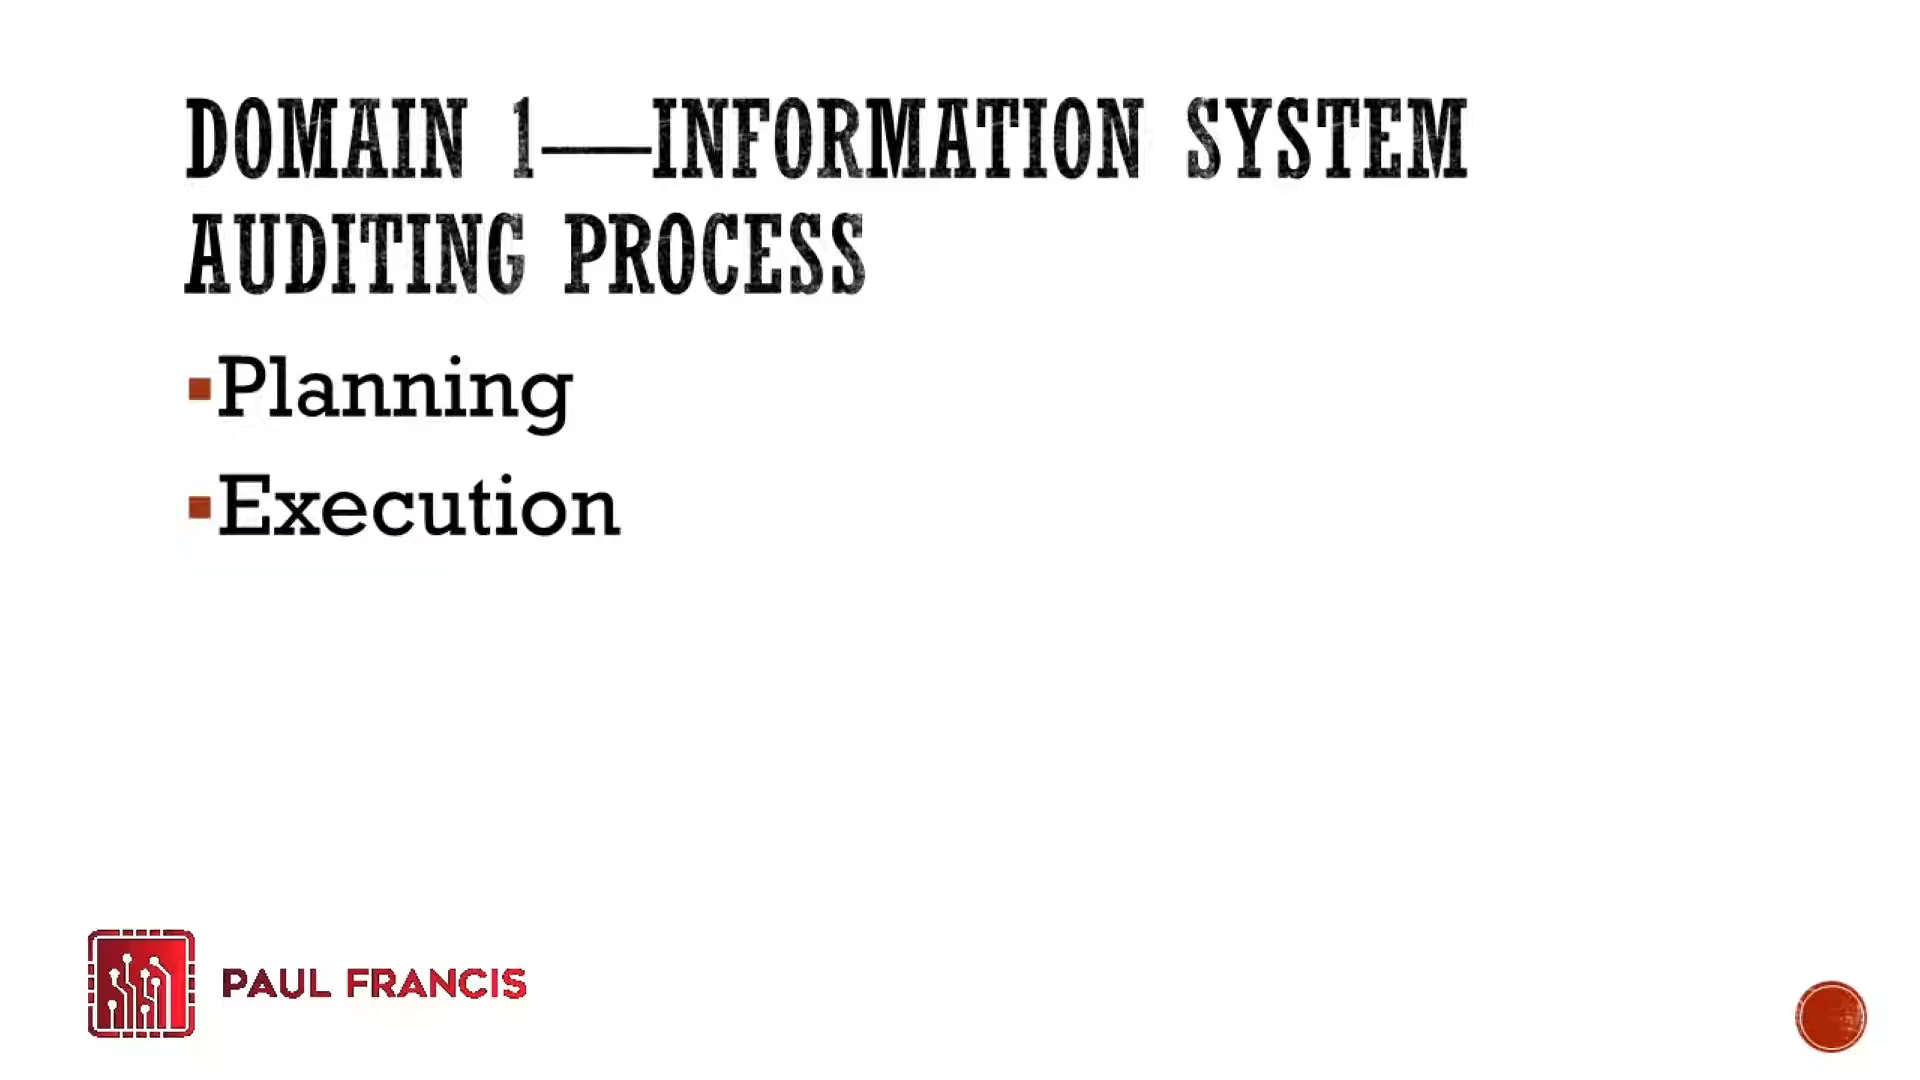 DOMAIN 1—INFORMATION SYSTEM
AUDITING PROCESS
▪Planning
▪Execution
PAUL FRANCIS